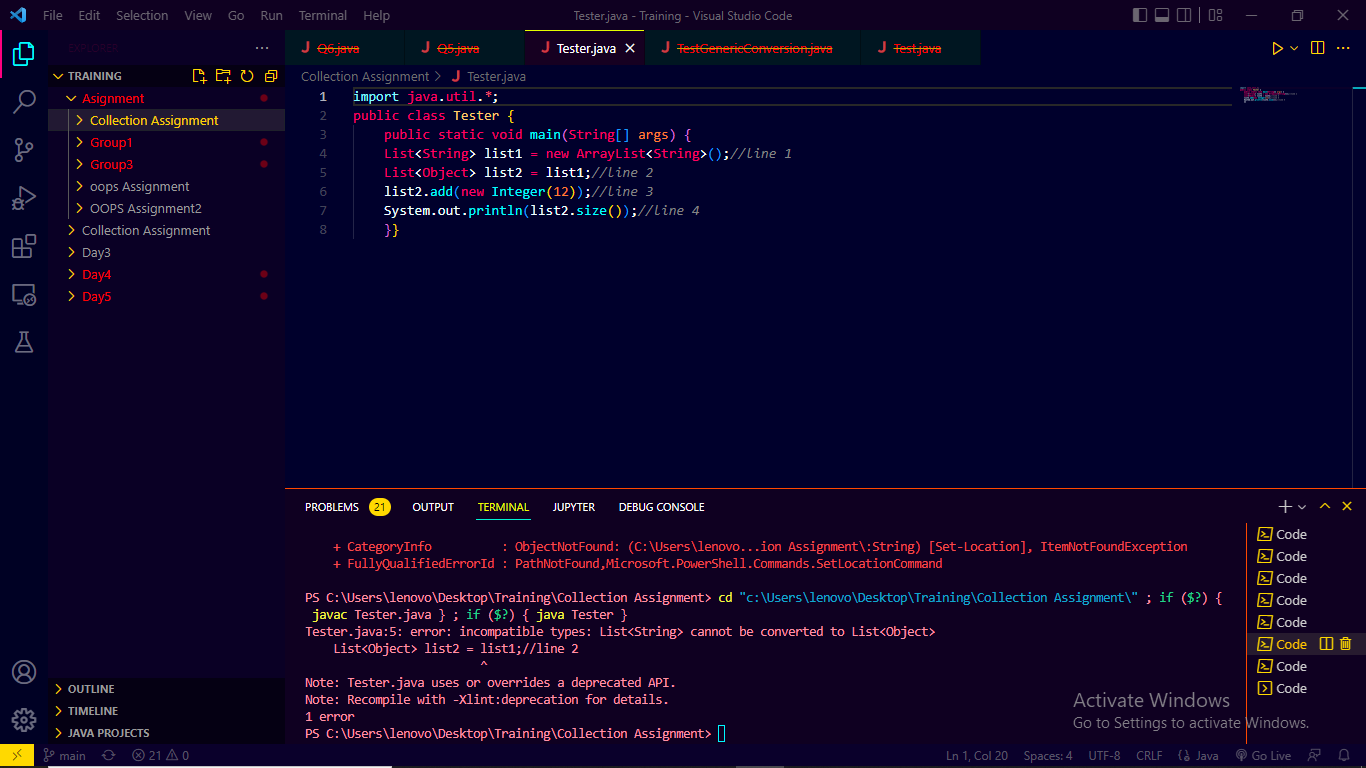 File Edit Selection View Go Run Terminal Help Tester.java - Training - Visual Studio Code
EXPLORER
Q6.java Q5.java Tester.java TestGenericConversion.java Test.java
TRAINING
Collection Assignment > Tester.java
Asignment
Collection Assignment
Group1
Group3
oops Assignment
OOPS Assignment2
Collection Assignment
Day3
Day4
Day5
1 import java.util.*;
2 public class Tester {
3 public static void main(String[] args) {
4 List<String> list1 = new ArrayList<String>();//line 1
5 List<Object> list2 = list1;//line 2
6 list2.add(new Integer(12));//line 3
7 System.out.println(list2.size());//line 4
8 }}
PROBLEMS 21 OUTPUT TERMINAL JUPYTER DEBUG CONSOLE
+ CategoryInfo : ObjectNotFound: (C:\Users\lenovo...ion Assignment\:String) [Set-Location], ItemNotFoundException
+ FullyQualifiedErrorId : PathNotFound,Microsoft.PowerShell.Commands.SetLocationCommand
PS C:\Users\lenovo\Desktop\Training\Collection Assignment> cd "c:\Users\lenovo\Desktop\Training\Collection Assignment\" ; if ($?) {
javac Tester.java } ; if ($?) { java Tester }
Tester.java:5: error: incompatible types: List<String> cannot be converted to List<Object>
List<Object> list2 = list1;//line 2
^
Note: Tester.java uses or overrides a deprecated API.
Note: Recompile with -Xlint:deprecation for details.
1 error
PS C:\Users\lenovo\Desktop\Training\Collection Assignment>
Code
Code
Code
Code
Code
Code
Code
Code
OUTLINE
TIMELINE
JAVA PROJECTS
Activate Windows
Go to Settings to activate Windows.
main 21 0 Ln 1, Col 20 Spaces: 4 UTF-8 CRLF {} Java Go Live